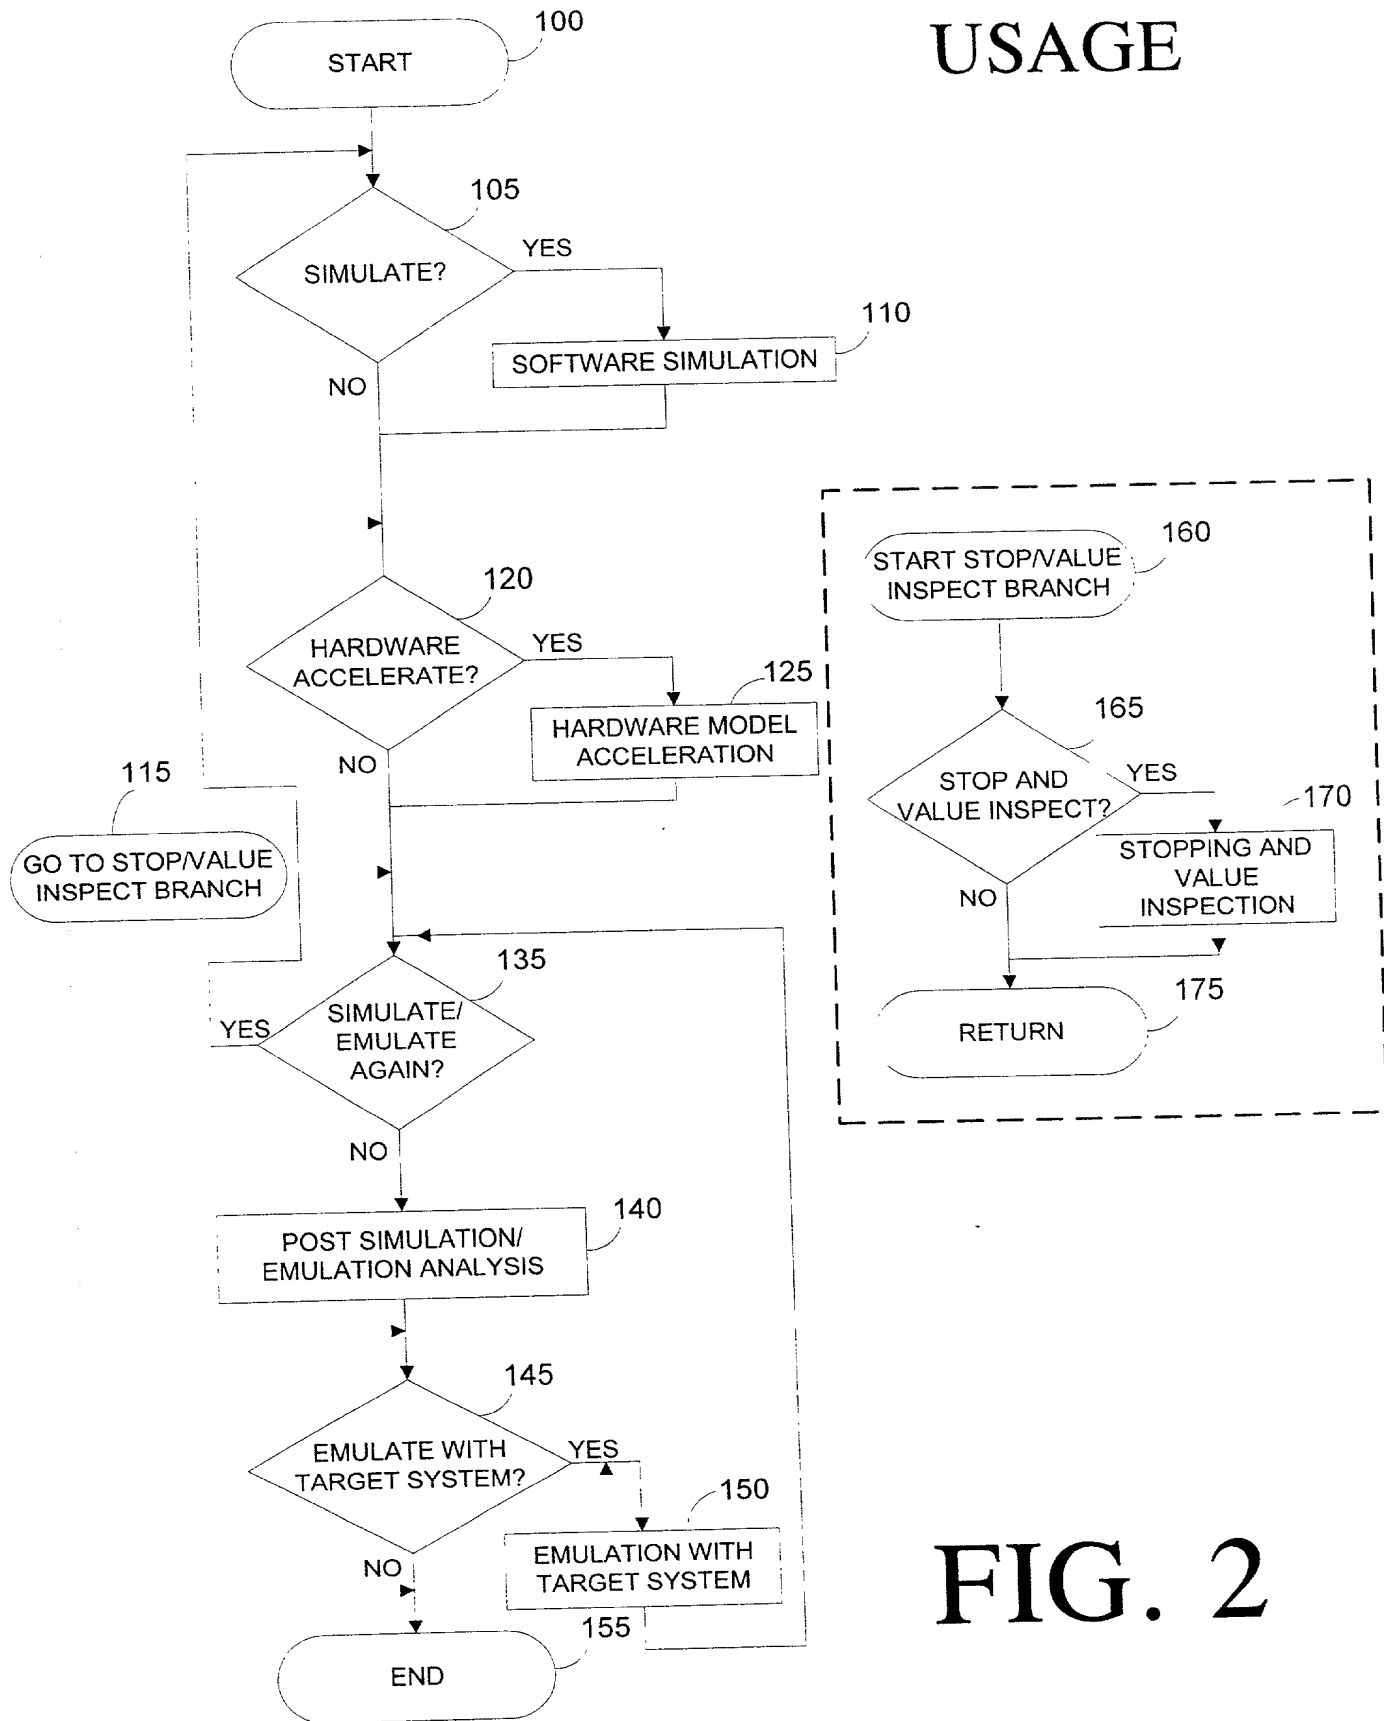 USAGE
100
START
105
SIMULATE?
YES
NO
110
SOFTWARE SIMULATION
120
HARDWARE
ACCELERATE?
YES
NO
125
HARDWARE MODEL
ACCELERATION
115
GO TO STOP/VALUE
INSPECT BRANCH
135
SIMULATE/
EMULATE
AGAIN?
YES
NO
140
POST SIMULATION/
EMULATION ANALYSIS
145
EMULATE WITH
TARGET SYSTEM?
YES
NO
150
EMULATION WITH
TARGET SYSTEM
155
END
160
START STOP/VALUE
INSPECT BRANCH
165
STOP AND
VALUE INSPECT?
YES
NO
170
STOPPING AND
VALUE
INSPECTION
175
RETURN
FIG. 2